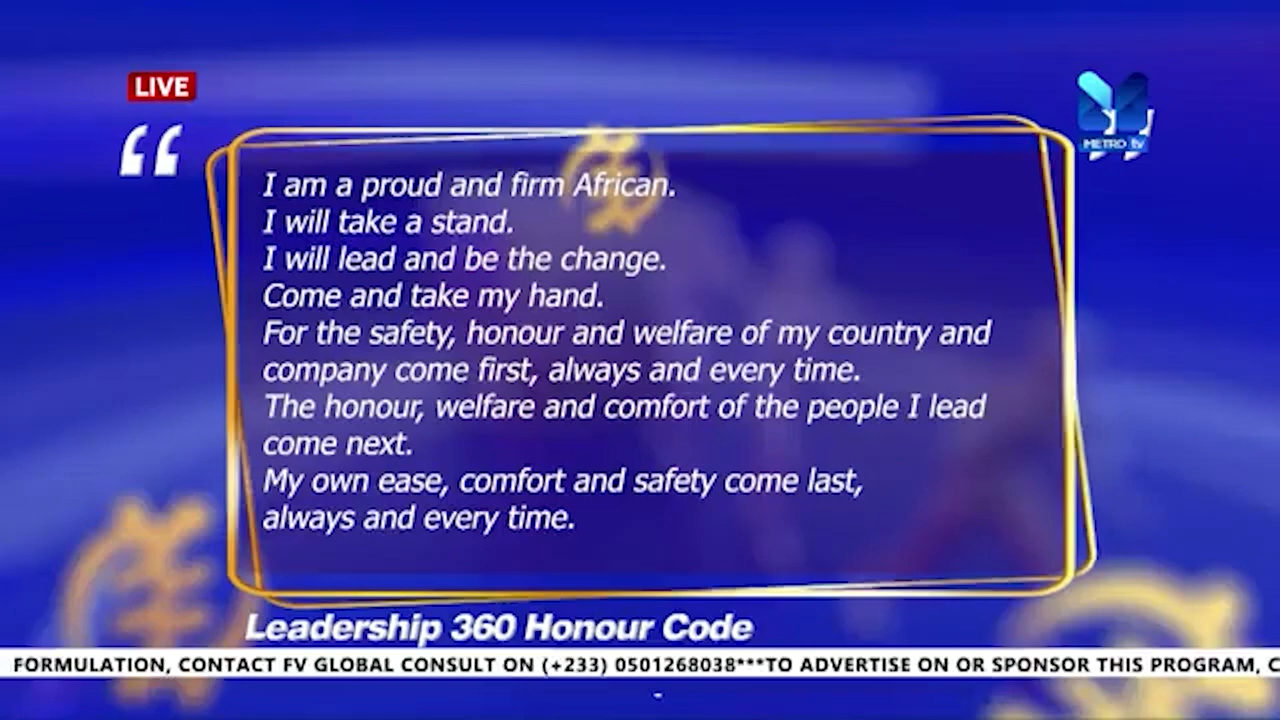 LIVE
METRO tv
“
I am a proud and firm African.
I will take a stand.
I will lead and be the change.
Come and take my hand.
For the safety, honour and welfare of my country and
company come first, always and every time.
The honour, welfare and comfort of the people I lead
come next.
My own ease, comfort and safety come last,
always and every time.
Leadership 360 Honour Code
FORMULATION, CONTACT FV GLOBAL CONSULT ON (+233) 0501268038***TO ADVERTISE ON OR SPONSOR THIS PROGRAM, C